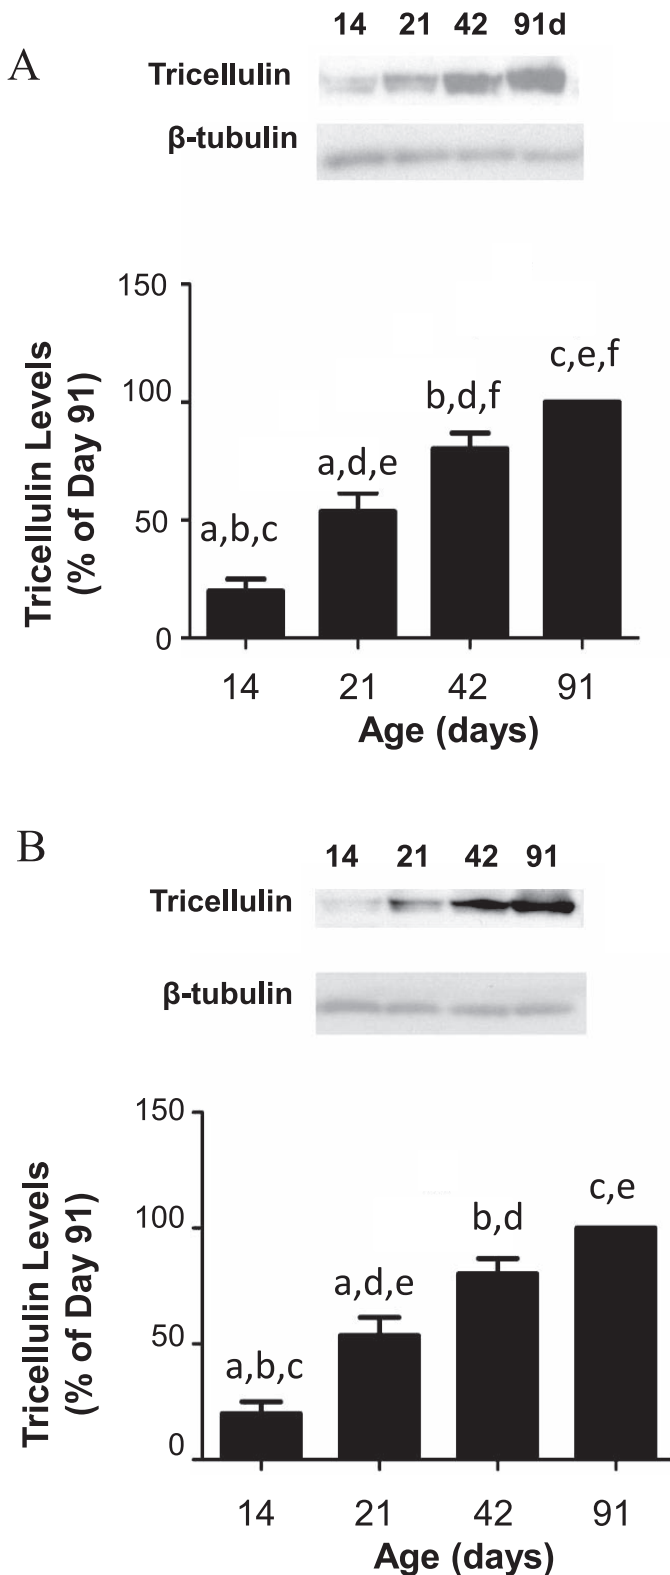 A
14 21 42 91d
Tricellulin
β-tubulin
150
100
50
0
Tricellulin Levels
(% of Day 91)
a,b,c
a,d,e
b,d,f
c,e,f
14 21 42 91
Age (days)
B
14 21 42 91
Tricellulin
β-tubulin
150
100
50
0
Tricellulin Levels
(% of Day 91)
a,b,c
a,d,e
b,d
c,e
14 21 42 91
Age (days)